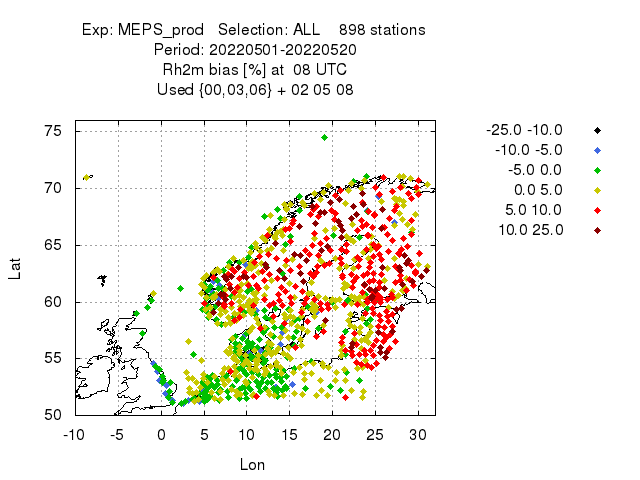 Exp: MEPS_prod   Selection: ALL    898 stations
Period: 20220501-20220520
Rh2m bias [%] at  08 UTC
Used {00,03,06} + 02 05 08
-25.0 -10.0
-10.0 -5.0
-5.0 0.0
0.0 5.0
5.0 10.0
10.0 25.0
75
70
65
60
55
50
Lat
-10 -5 0 5 10 15 20 25 30
Lon